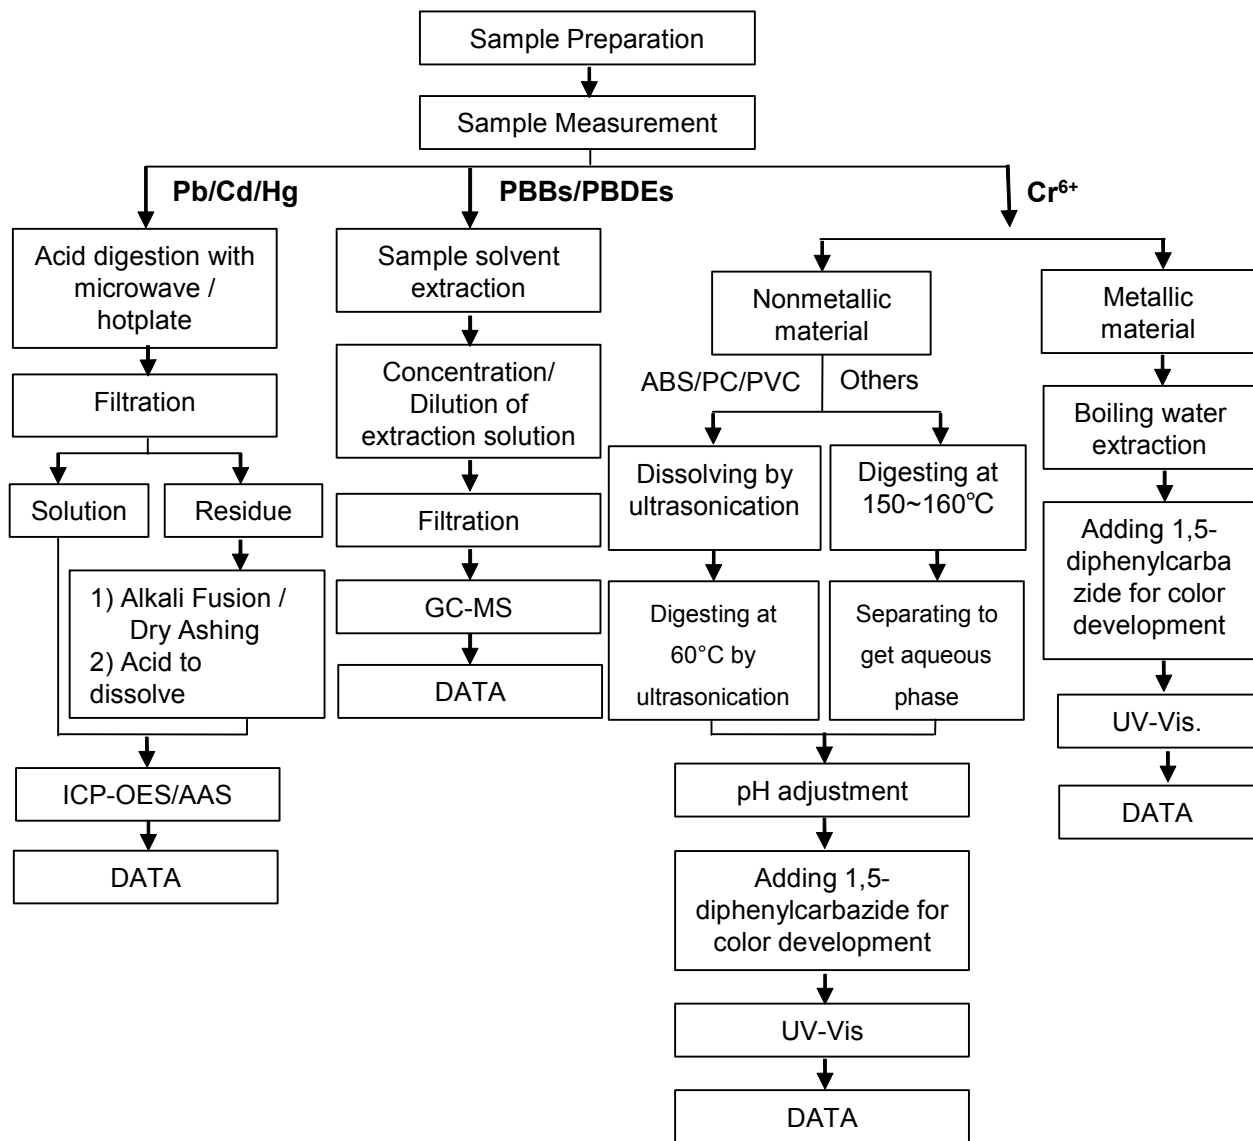 Sample Preparation
Sample Measurement
Pb/Cd/Hg
PBBs/PBDEs
Cr⁶⁺
Acid digestion with
microwave /
hotplate
Filtration
Solution
Residue
1) Alkali Fusion /
Dry Ashing
2) Acid to
dissolve
ICP-OES/AAS
DATA
Sample solvent
extraction
Concentration/
Dilution of
extraction solution
Filtration
GC-MS
DATA
Nonmetallic
material
ABS/PC/PVC
Others
Dissolving by
ultrasonication
Digesting at
60°C by
ultrasonication
Digesting at
150~160℃
Separating to
get aqueous
phase
pH adjustment
Adding 1,5-
diphenylcarbazide for
color development
UV-Vis
DATA
Metallic
material
Boiling water
extraction
Adding 1,5-
diphenylcarba
zide for color
development
UV-Vis.
DATA